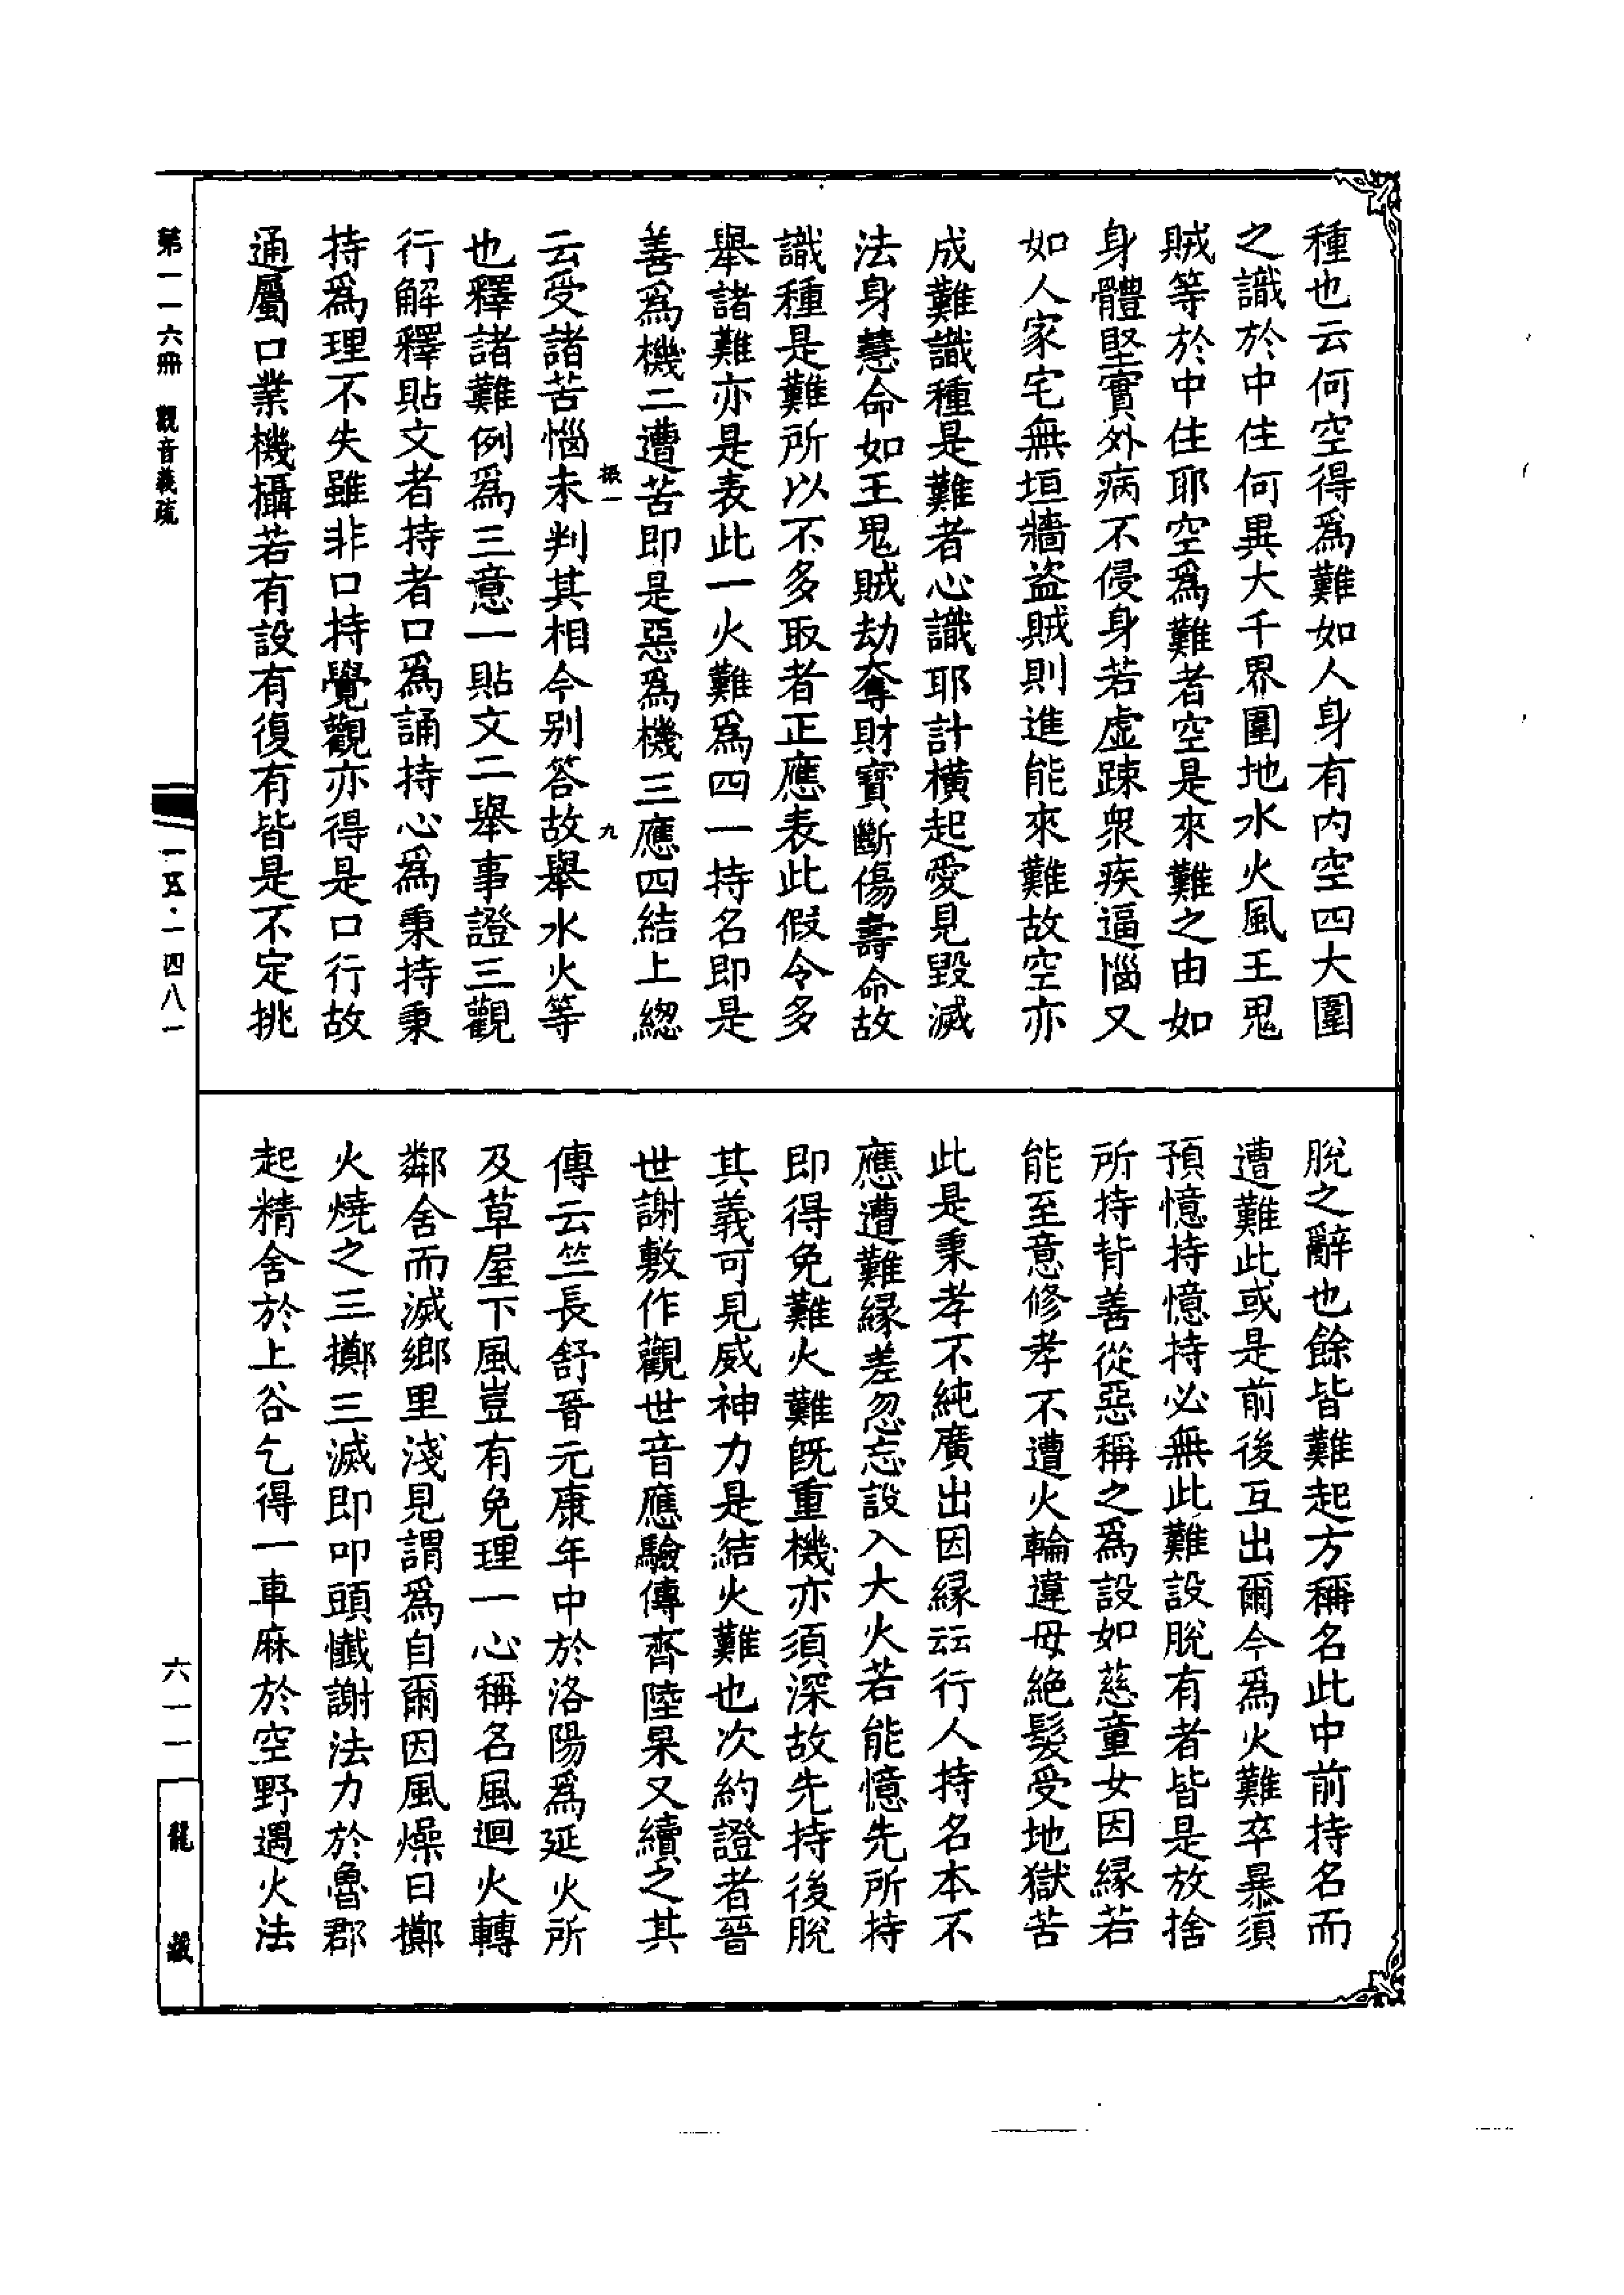 種也云何空得爲難如人身有内空四大圍
之識於中住何異大千界圍地水火風王鬼
賊等於中住耶空爲難者空是來難之由如
身體堅實外病不侵身若虛踈衆疾逼惱又
如人家宅無垣牆盗賊則進能來難故空亦
成難識種是難者心識耶計橫起愛見毀滅
法身慧命如王鬼賊劫奪財寳斷傷壽命故
識種是難所以不多取者正應表此假令多
舉諸難亦是表此一火難爲四一持名即是
善爲機二遭苦即是惡爲機三應四結上緫
振一
九
云受諸苦惱未判其相今别答故舉水火等
也釋諸難例爲三意一貼文二舉事證三觀
行解釋貼文者持者口爲誦持心爲秉持秉
持爲理不失雖非口持覺觀亦得是口行故
通屬口業機攝若有設有復有皆是不定挑
脫之辭也餘皆難起方稱名此中前持名而
遭難此或是前後互出爾今爲火難卒暴須
預憶持憶持必無此難設脫有者皆是放捨
所持背善從惡稱之爲設如慈童女因緣若
能至意修孝不遭火輪違母絶髮受地獄苦
此是秉孝不純廣出因緣云云行人持名本不
應遭難緣差忽忘設入大火若能憶先所持
即得免難火難旣重機亦須深故先持後脫
其義可見威神力是結火難也次約證者晉
世謝敷作觀世音應驗傳齊陸杲又續之其
傳云竺長舒晉元康年中於洛陽爲延火所
及草屋下風豈有免理一心稱名風迴火轉
鄰舍而滅鄉里淺見謂爲自爾因風燥日擲
火燒之三擲三滅即叩頭懺謝法力於魯郡
起精舍於上谷乞得一車麻於空野遇火法
第一一六冊 觀音義疏
一五·一四八一
六一一
龍藏